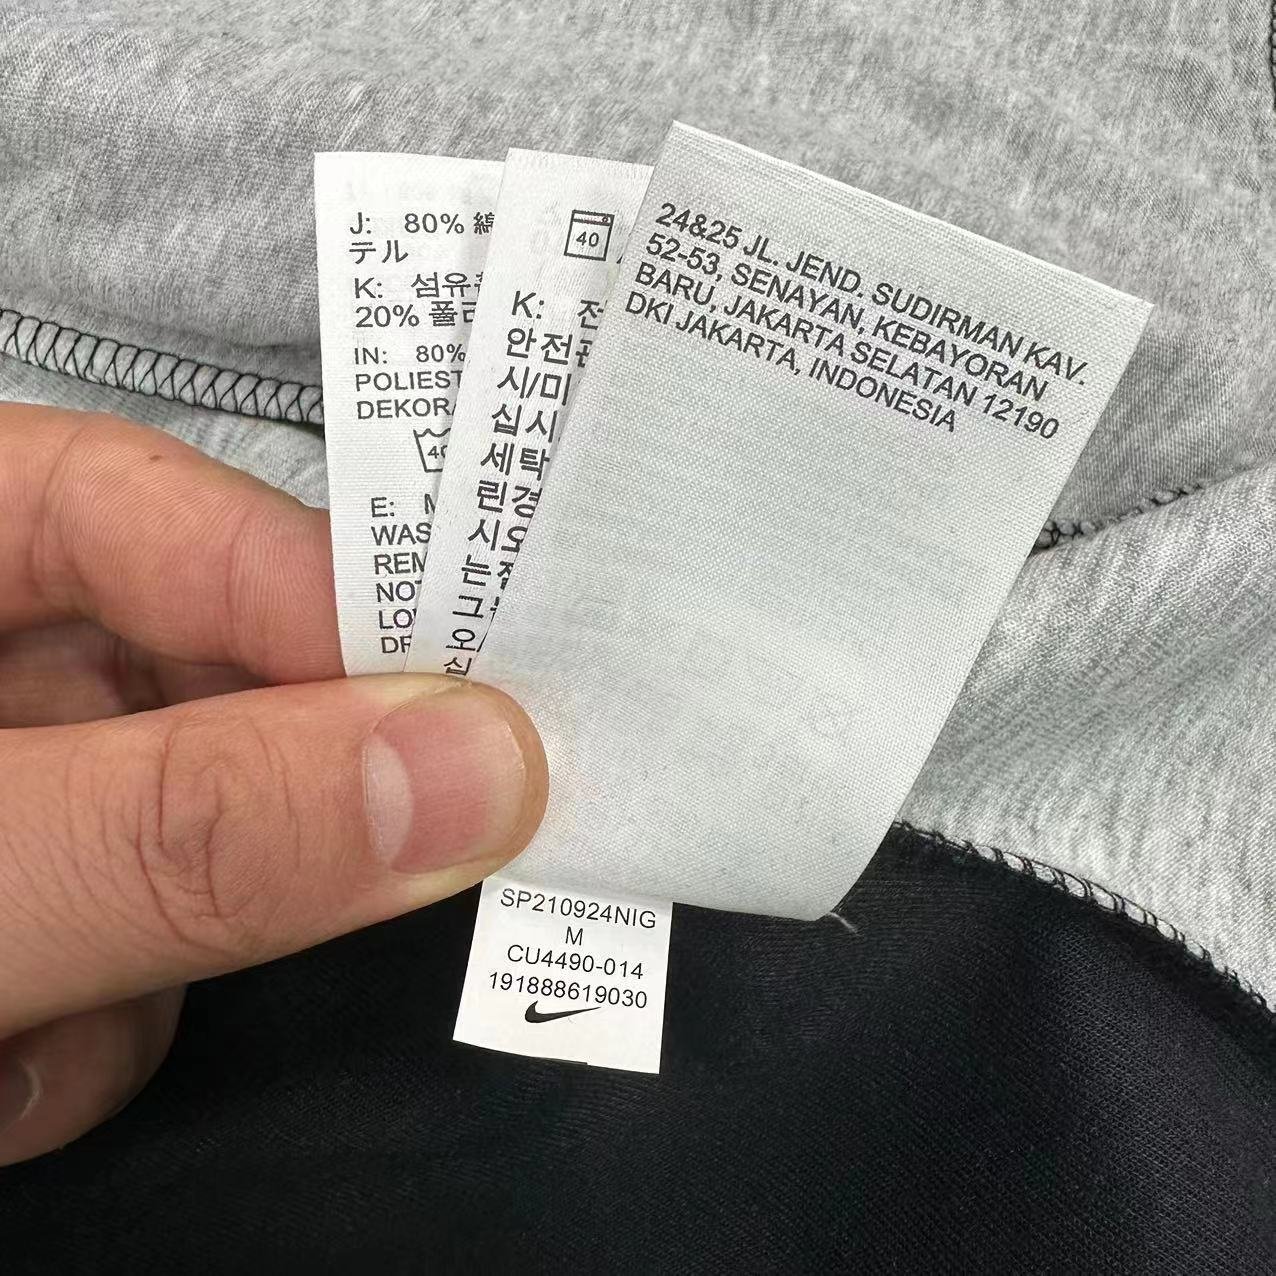 J: 80% 綿
テル
K: 섬유
20% 폴리
IN: 80%
POLIEST
DEKORA
40
E: M
WAS
REM
NOT
LO
DR
40
K: 전
안전
시/미
십시
세탁
린경
시오
는
그
오
십
24&25 JL. JEND. SUDIRMAN KAV.
52-53, SENAYAN, KEBAYORAN
BARU, JAKARTA SELATAN 12190
DKI JAKARTA, INDONESIA
SP210924NIG
M
CU4490-014
191888619030